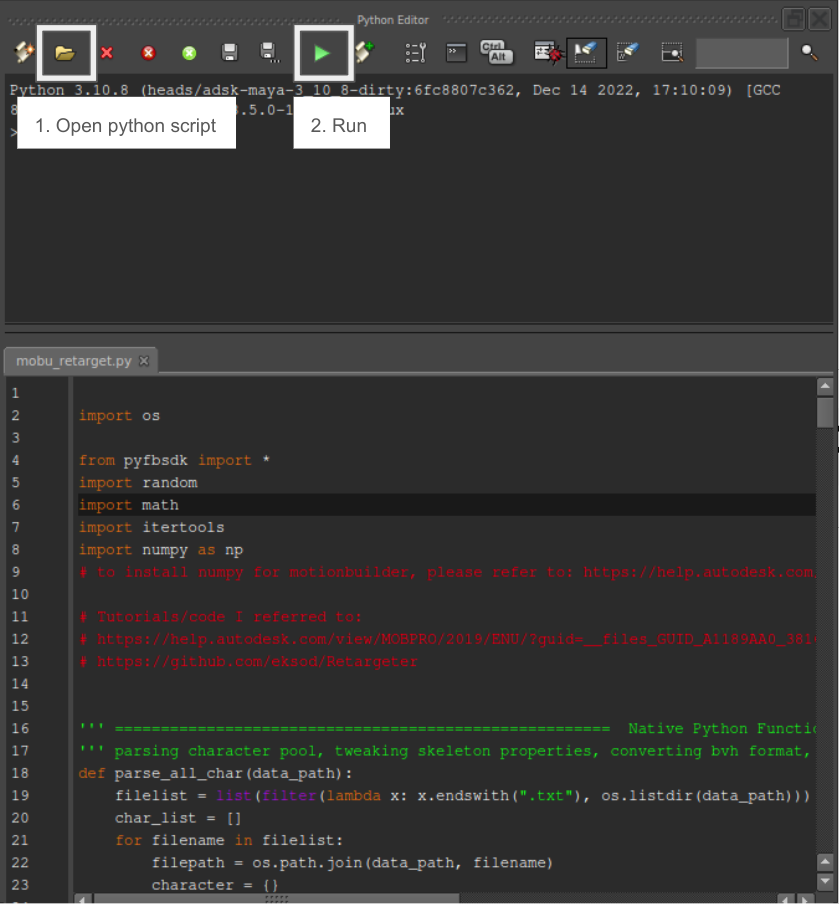 Python Editor
Ctrl
Alt
Python 3.10.8 (heads/adsk-maya-3_10_8-dirty:6fc8807c362, Dec 14 2022, 17:10:09) [GCC
8
.5.0-1
ux
>
1. Open python script
2. Run
mobu_retarget.py
1
2 import os
3
4 from pyfbsdk import *
5 import random
6 import math
7 import itertools
8 import numpy as np
9 # to install numpy for motionbuilder, please refer to: https://help.autodesk.com
10
11 # Tutorials/code I referred to:
12 # https://help.autodesk.com/view/MOBPRO/2019/ENU/?guid=__files_GUID_A1189AA0_381
13 # https://github.com/eksod/Retargeter
14
15
16 ''' ====================================================== Native Python Functio
17 ''' parsing character pool, tweaking skeleton properties, converting bvh format,
18 def parse_all_char(data_path):
19 filelist = list(filter(lambda x: x.endswith(".txt"), os.listdir(data_path)))
20 char_list = []
21 for filename in filelist:
22 filepath = os.path.join(data_path, filename)
23 character = {}